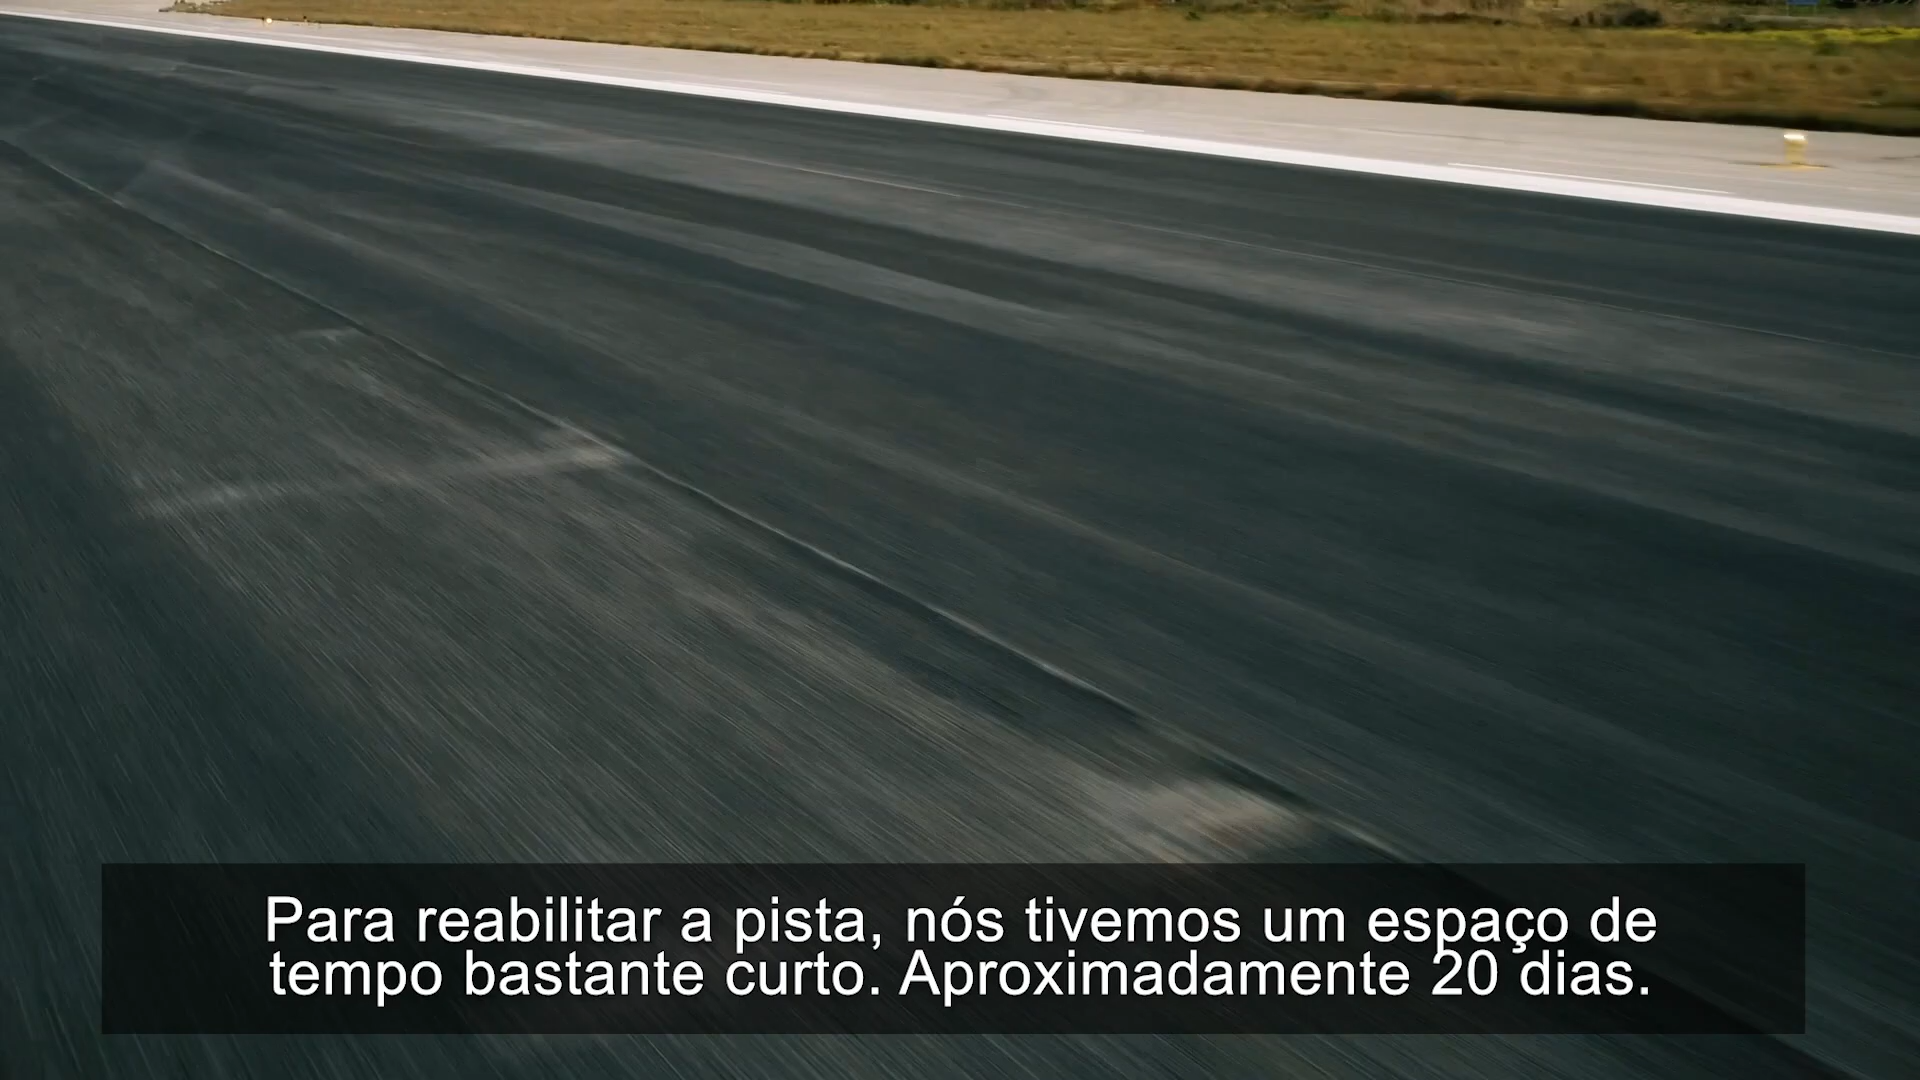 Para reabilitar a pista, nós tivemos um espaço de
tempo bastante curto. Aproximadamente 20 dias.